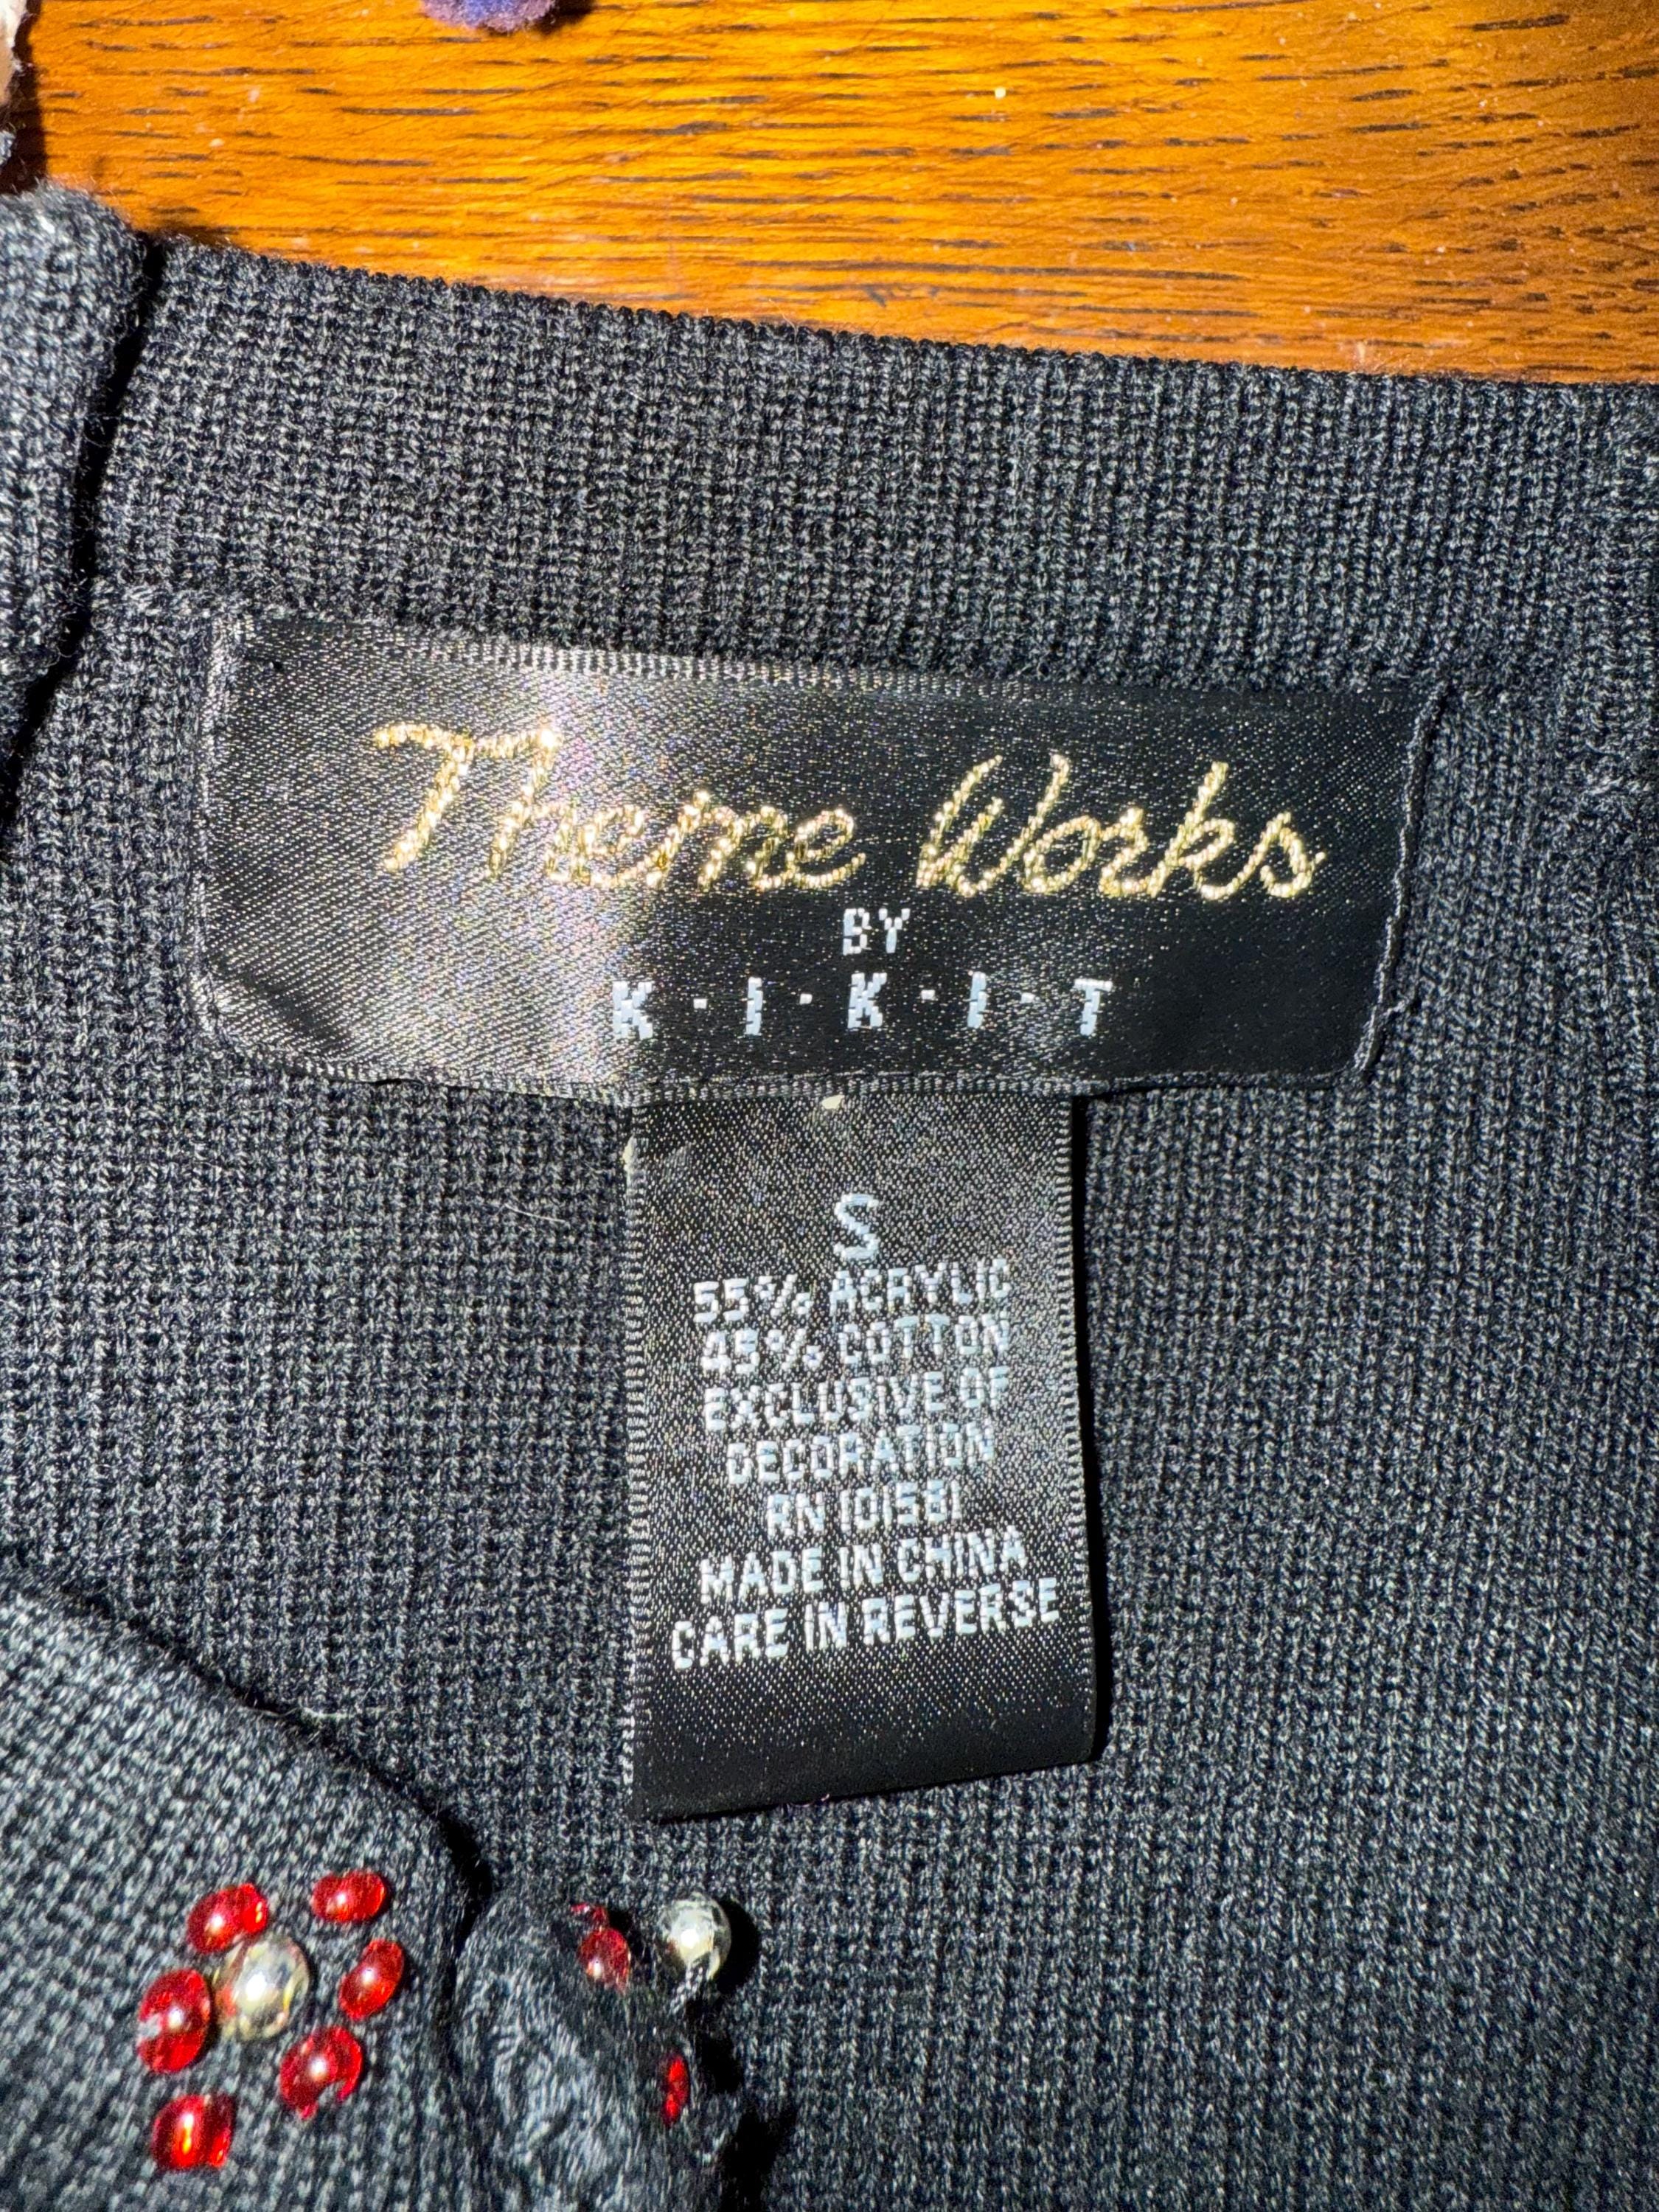 Theme Works
BY
K·I·K·I·T
S
55% ACRYLIC
45% COTTON
EXCLUSIVE OF
DECORATION
RN 101581
MADE IN CHINA
CARE IN REVERSE